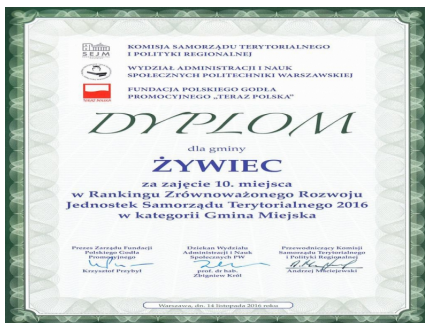 SEJM
KOMISJA SAMORZĄDU TERYTORIALNEGO
I POLITYKI REGIONALNEJ
WYDZIAŁ ADMINISTRACJI I NAUK
SPOŁECZNYCH POLITECHNIKI WARSZAWSKIEJ
TERAZ POLSKA
FUNDACJA POLSKIEGO GODŁA
PROMOCYJNEGO „TERAZ POLSKA”
DYPLOM
dla gminy
ŻYWIEC
za zajęcie 10. miejsca
w Rankingu Zrównoważonego Rozwoju
Jednostek Samorządu Terytorialnego 2016
w kategorii Gmina Miejska
Prezes Zarządu Fundacji
Polskiego Godła
Promocyjnego
Krzysztof Przybył
Dziekan Wydziału
Administracji i Nauk
Społecznych PW
prof. dr hab.
Zbigniew Król
Przewodniczący Komisji
Samorządu Terytorialnego
i Polityki Regionalnej
Andrzej Maciejewski
Warszawa, dn. 14 listopada 2016 roku